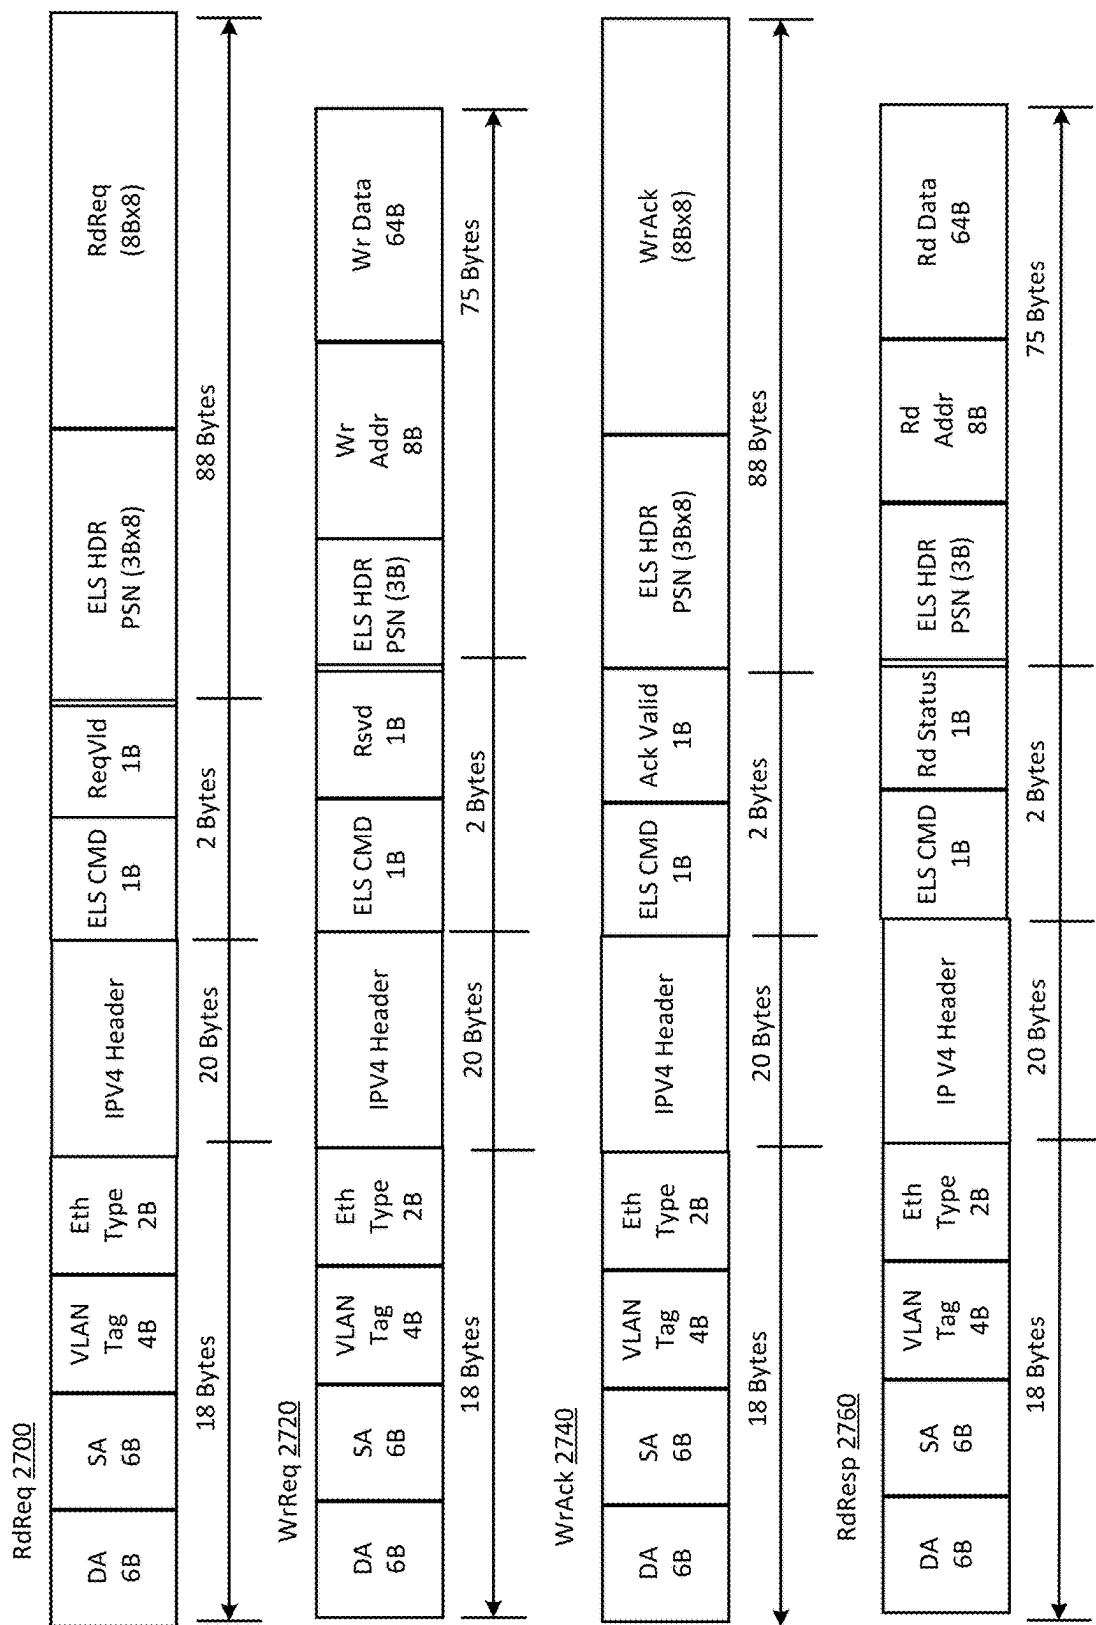 RdReq 2700
DA
6B
SA
6B
VLAN
Tag
4B
Eth
Type
2B
IPV4 Header
ELS CMD
1B
ReqVld
1B
ELS HDR
PSN (3Bx8)
RdReq
(8Bx8)
18 Bytes
20 Bytes
2 Bytes
88 Bytes
WrReq 2720
DA
6B
SA
6B
VLAN
Tag
4B
Eth
Type
2B
IPV4 Header
ELS CMD
1B
Rsvd
1B
ELS HDR
PSN (3B)
Wr
Addr
8B
Wr Data
64B
18 Bytes
20 Bytes
2 Bytes
75 Bytes
WrAck 2740
DA
6B
SA
6B
VLAN
Tag
4B
Eth
Type
2B
IPV4 Header
ELS CMD
1B
Ack Valid
1B
ELS HDR
PSN (3Bx8)
WrAck
(8Bx8)
18 Bytes
20 Bytes
2 Bytes
88 Bytes
RdResp 2760
DA
6B
SA
6B
VLAN
Tag
4B
Eth
Type
2B
IP V4 Header
ELS CMD
1B
Rd Status
1B
ELS HDR
PSN (3B)
Rd
Addr
8B
Rd Data
64B
18 Bytes
20 Bytes
2 Bytes
75 Bytes